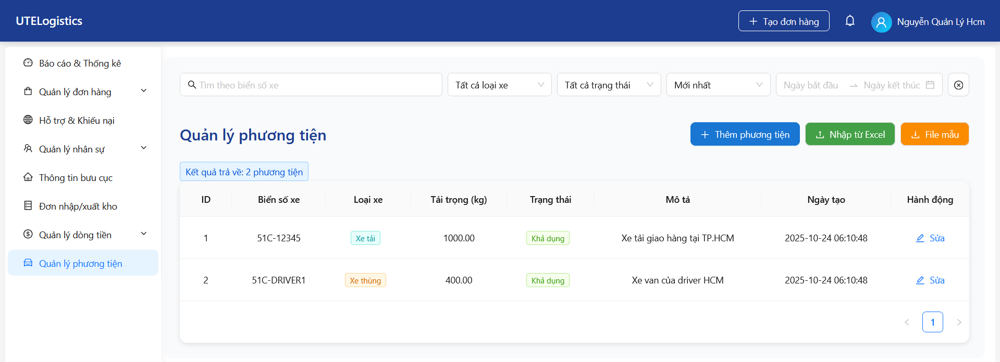 UTELogistics
Tạo đơn hàng
Nguyễn Quản Lý Hcm
Báo cáo & Thống kê
Quản lý đơn hàng
Hỗ trợ & Khiếu nại
Quản lý nhân sự
Thông tin bưu cục
Đơn nhập/xuất kho
Quản lý dòng tiền
Quản lý phương tiện
Tìm theo biển số xe
Tất cả loại xe
Tất cả trạng thái
Mới nhất
Ngày bắt đầu → Ngày kết thúc
Quản lý phương tiện
Thêm phương tiện
Nhập từ Excel
File mẫu
Kết quả trả về: 2 phương tiện
ID Biển số xe Loại xe Tải trọng (kg) Trạng thái Mô tả Ngày tạo Hành động
1 51C-12345 Xe tải 1000.00 Khả dụng Xe tải giao hàng tại TP.HCM 2025-10-24 06:10:48 Sửa
2 51C-DRIVER1 Xe thùng 400.00 Khả dụng Xe van của driver HCM 2025-10-24 06:10:48 Sửa
< 1 >